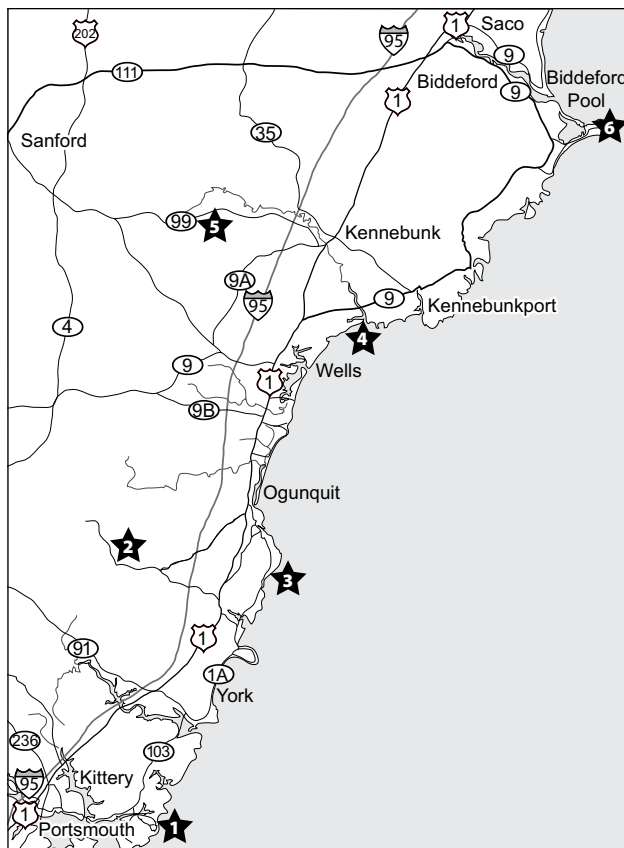 1
Saco
202
95
9
111
Biddeford
Biddeford
Pool
9
1
6
35
Sanford
99
5
Kennebunk
9A
95
9
Kennebunkport
4
4
9
Wells
1
9B
Ogunquit
2
3
1
91
1A
York
236
103
Kittery
95
1
Portsmouth
1